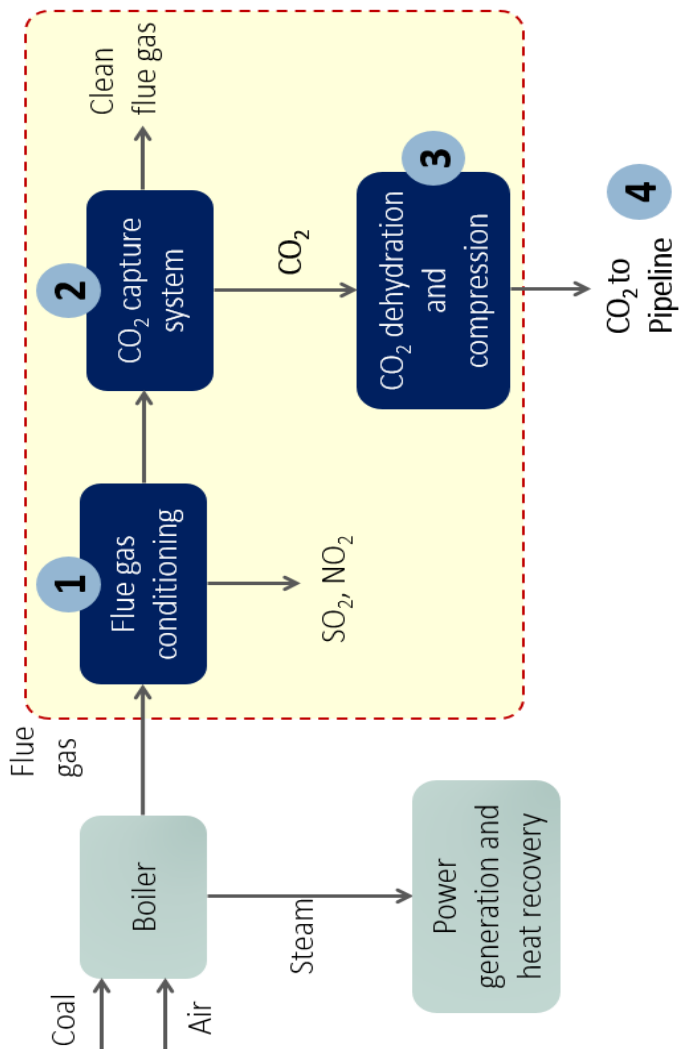 Coal
Air
Boiler
Steam
Power
generation and
heat recovery
Flue
gas
1
Flue gas
conditioning
SO₂, NO₂
2
CO₂ capture
system
Clean
flue gas
CO₂
3
CO₂ dehydration
and
compression
CO₂ to
Pipeline
4